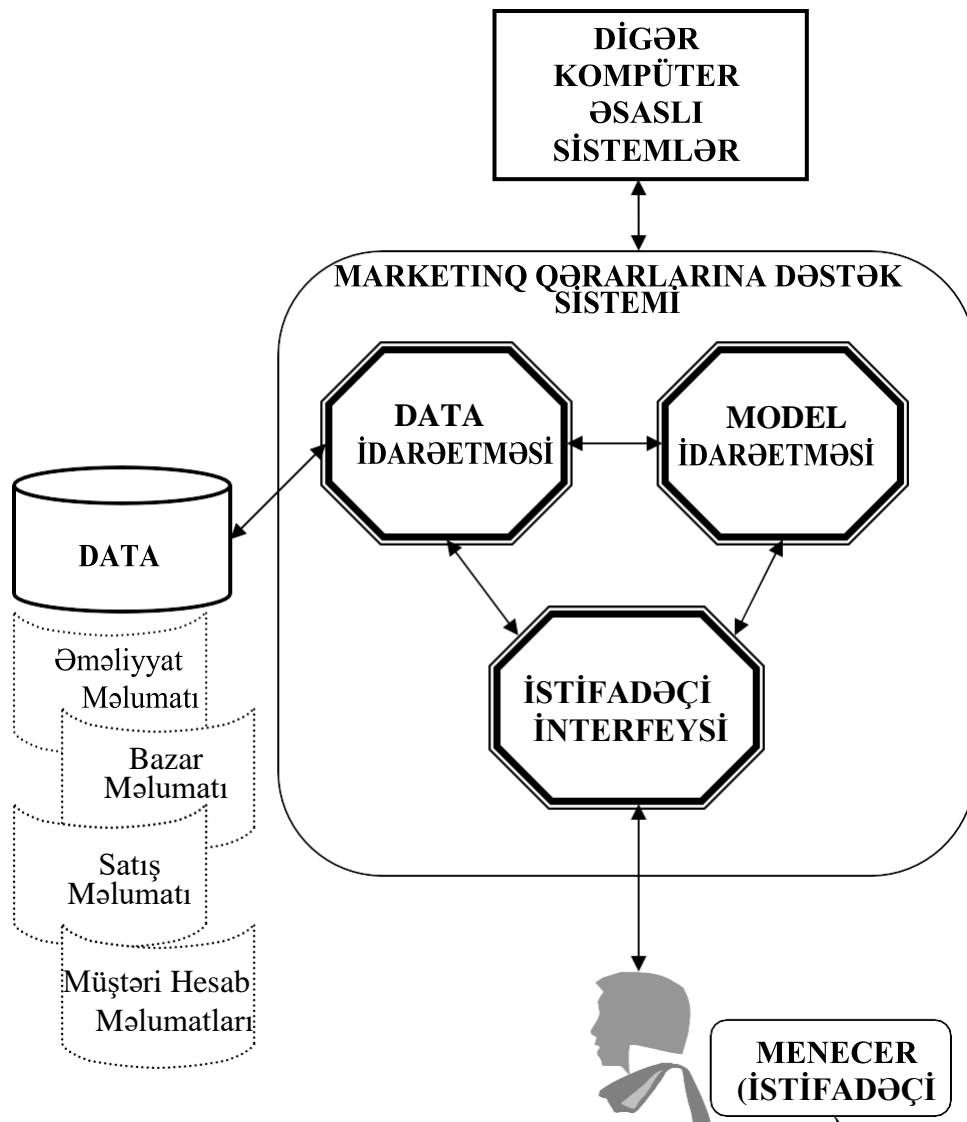 DİGƏR
KOMPÜTER
ƏSASLI
SİSTEMLƏR
MARKETINQ QƏRARLARINA DƏSTƏK
SİSTEMİ
DATA
İDARƏETMƏSİ
MODEL
İDARƏETMƏSİ
DATA
İSTİFADƏÇİ
İNTERFEYSİ
Əməliyyat
Məlumatı
Bazar
Məlumatı
Satış
Məlumatı
Müştəri Hesab
Məlumatları
MENECER
(İSTİFADƏÇİ
)